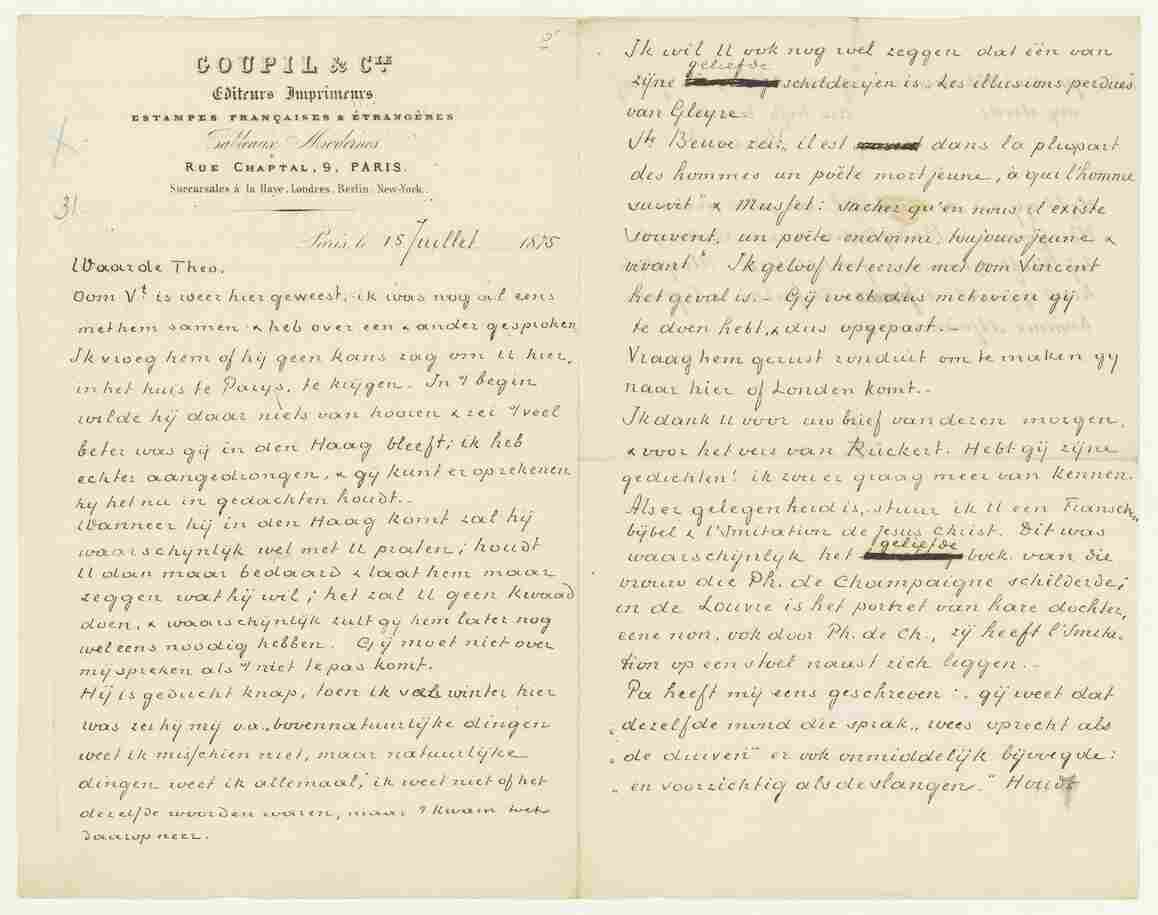 GOUPIL & CIE
Editeurs Imprimeurs
ESTAMPES FRANÇAISES & ÉTRANGÈRES
Tableaux Modernes
RUE CHAPTAL, 9, PARIS.
Succursales à la Haye, Londres, Berlin, New-York.
31
Paris, le 15 Juillet 1875
Waarde Theo,
Oom Vt is weer hier geweest, ik was nog al eens
met hem samen & heb over een & ander gesproken
Ik vroeg hem of hij geen kans zag om U hier,
in het huis te Parys, te krijgen. In 't begin
wilde hij daar niets van hooren & zei 't veel
beter was gij in den Haag bleeft; ik heb
echter aangedrongen, & gy kunt er op rekenen
hy het nu in gedachten houdt.-
Wanneer hij in den Haag komt zal hij
waarschijnlijk wel met U praten; houdt
U dan maar bedaard & laat hem maar
zeggen wat hij wil; het zal U geen kwaad
doen, & waarschynlyk zult gy hem later nog
wel eens noodig hebben. Gij moet niet over
mij spreken als 't niet te pas komt.
Hij is geducht knap, toen ik van winter hier
was zei hy mij o.a. „bovennatuurlijke dingen
weet ik misschien niet, maar natuurlijke
dingen weet ik allemaal", ik weet niet of het
dezelfde woorden waren, maar 't kwam toch
daarop neer.
Ik wil U ook nog wel zeggen dat één van
geliefde
zijne schilderijen is „Les illusions perdues"
van Gleyre.
Ste Beuve zei: „il est dans la plupart
des hommes un poëte mort jeune, à qui l'homme
survit" & Musset: „sachez qu'en nous il existe
souvent, un poëte endormi, toujours jeune &
vivant" Ik geloof het eerste met oom Vincent
het geval is.- Gij weet dus met wien gij
te doen hebt, & dus opgepast.-
Vraag hem gerust ronduit om te maken gy
naar hier of Londen komt.-
Ik dank U voor uw brief van dezen morgen,
& voor het vers van Rückert. Hebt gij zijne
gedichten? ik zou er graag meer van kennen.
Als er gelegenheid is, stuur ik U een Fransch„
bijbel & l'Imitation de Jesus Christ. Dit was
geliefde
waarschijnlyk het boek van die
vrouw die Ph. de Champaigne schilderde;
in de Louvre is het portret van hare dochter,
eene non, ook door Ph. de Ch., zij heeft l'Imita-
tion op een stoel naast zich liggen.-
Pa heeft mij eens geschreven: „gij weet dat
„dezelfde mond die sprak „wees oprecht als
„de duiven" er ook onmiddelijk bijvoegde:
„en voorzichtig als de slangen." Houdt